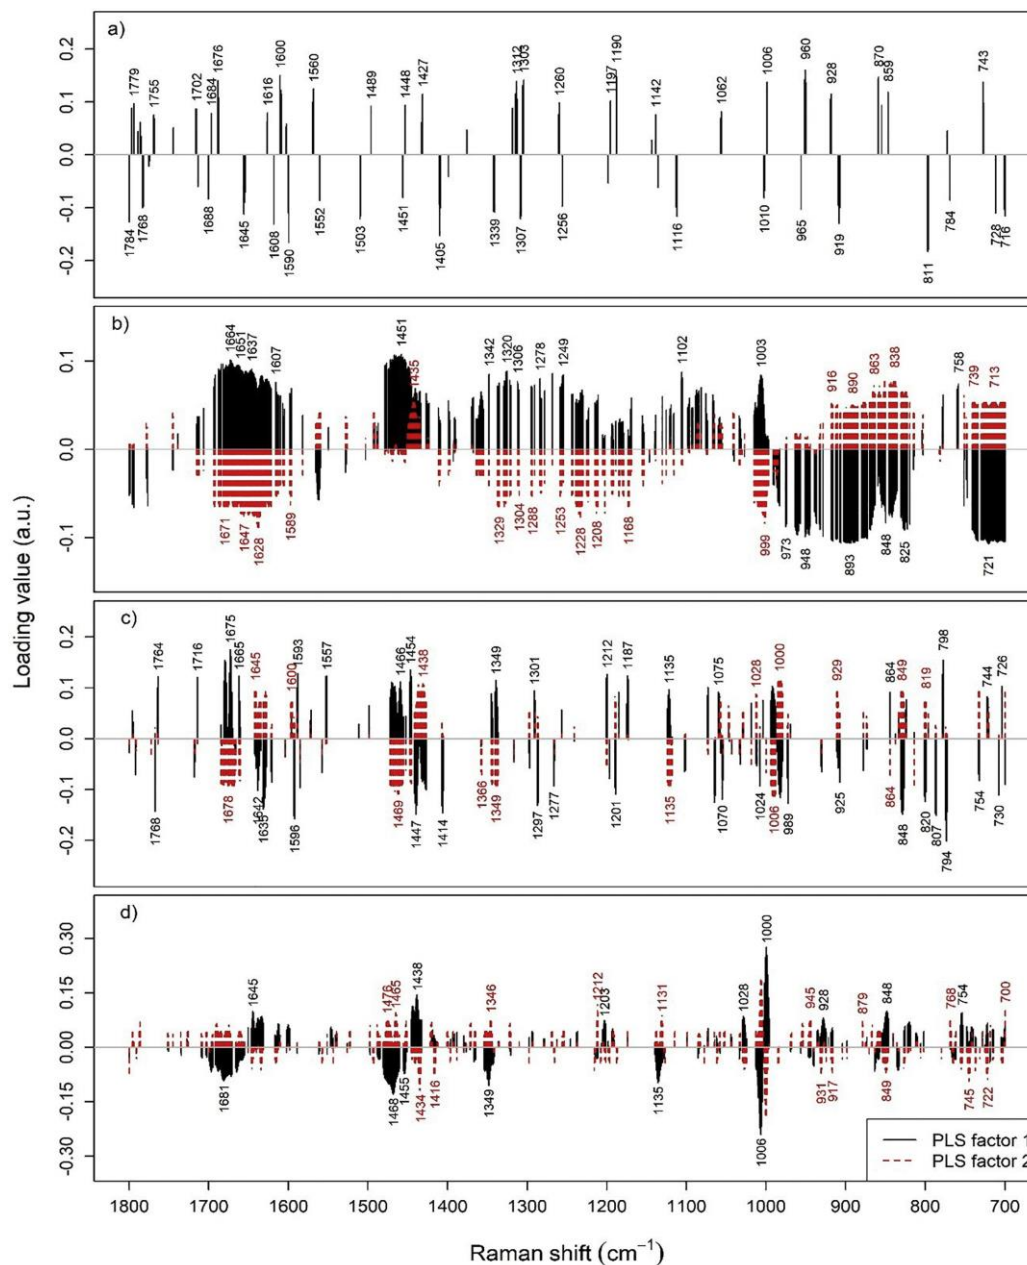 a)
1779 1755 1702 1684 1676 1616 1600 1560 1489 1448 1427 1312 1303 1260 1197 1190 1142 1062 1006 960 928 870 859 743
1784 1768 1688 1645 1608 1590 1552 1503 1451 1405 1339 1307 1256 1116 1010 965 919 811 784 728 716
0.2
0.1
0.0
-0.1
-0.2
b)
1664 1651 1637 1607 1451 1435 1342 1320 1306 1278 1249 1102 1003 916 890 863 838 758 739 713
1671 1647 1628 1589 1329 1304 1288 1253 1228 1208 1168 999 973 948 893 848 825 721
0.1
0.0
-0.1
Loading value (a.u.)
c)
1764 1716 1675 1665 1645 1600 1593 1557 1466 1454 1438 1349 1301 1212 1187 1135 1075 1028 1000 929 864 849 819 798 744 726
1768 1678 1642 1635 1596 1469 1447 1414 1366 1349 1297 1277 1201 1135 1070 1024 1006 989 925 864 848 820 807 794 754 730
0.2
0.1
0.0
-0.1
-0.2
d)
1645 1476 1465 1438 1346 1212 1203 1131 1028 1000 945 928 879 848 768 754 700
1681 1468 1455 1434 1416 1349 1135 1006 931 917 849 745 722
0.30
0.15
0.00
-0.15
-0.30
PLS factor 1
PLS factor 2
1800 1700 1600 1500 1400 1300 1200 1100 1000 900 800 700
Raman shift (cm⁻¹)